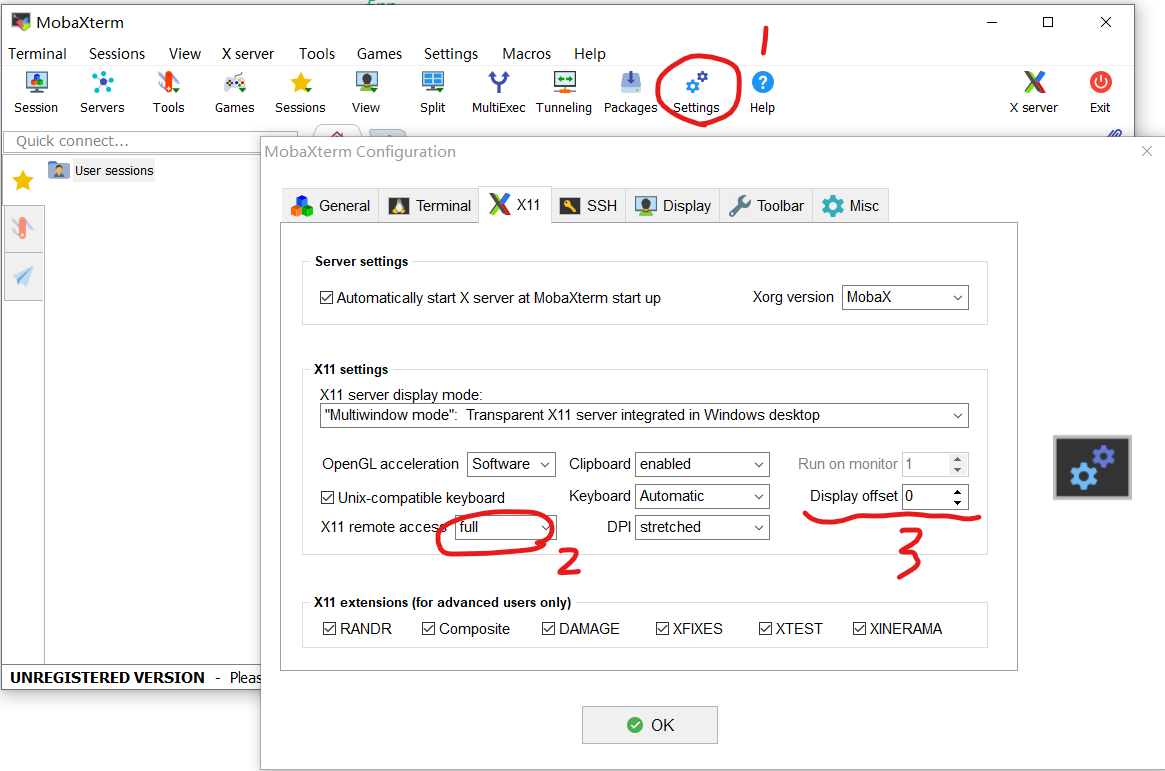 MobaXterm
Terminal Sessions View X server Tools Games Settings Macros Help
Session Servers Tools Games Sessions View Split MultiExec Tunneling Packages Settings Help X server Exit
1
Quick connect...
User sessions
MobaXterm Configuration
General Terminal X11 SSH Display Toolbar Misc
Server settings
Automatically start X server at MobaXterm start up Xorg version MobaX
X11 settings
X11 server display mode:
"Multiwindow mode": Transparent X11 server integrated in Windows desktop
OpenGL acceleration Software Clipboard enabled Run on monitor 1
Unix-compatible keyboard Keyboard Automatic Display offset 0
X11 remote access full DPI stretched
2
3
X11 extensions (for advanced users only)
RANDR Composite DAMAGE XFIXES XTEST XINERAMA
UNREGISTERED VERSION -
OK